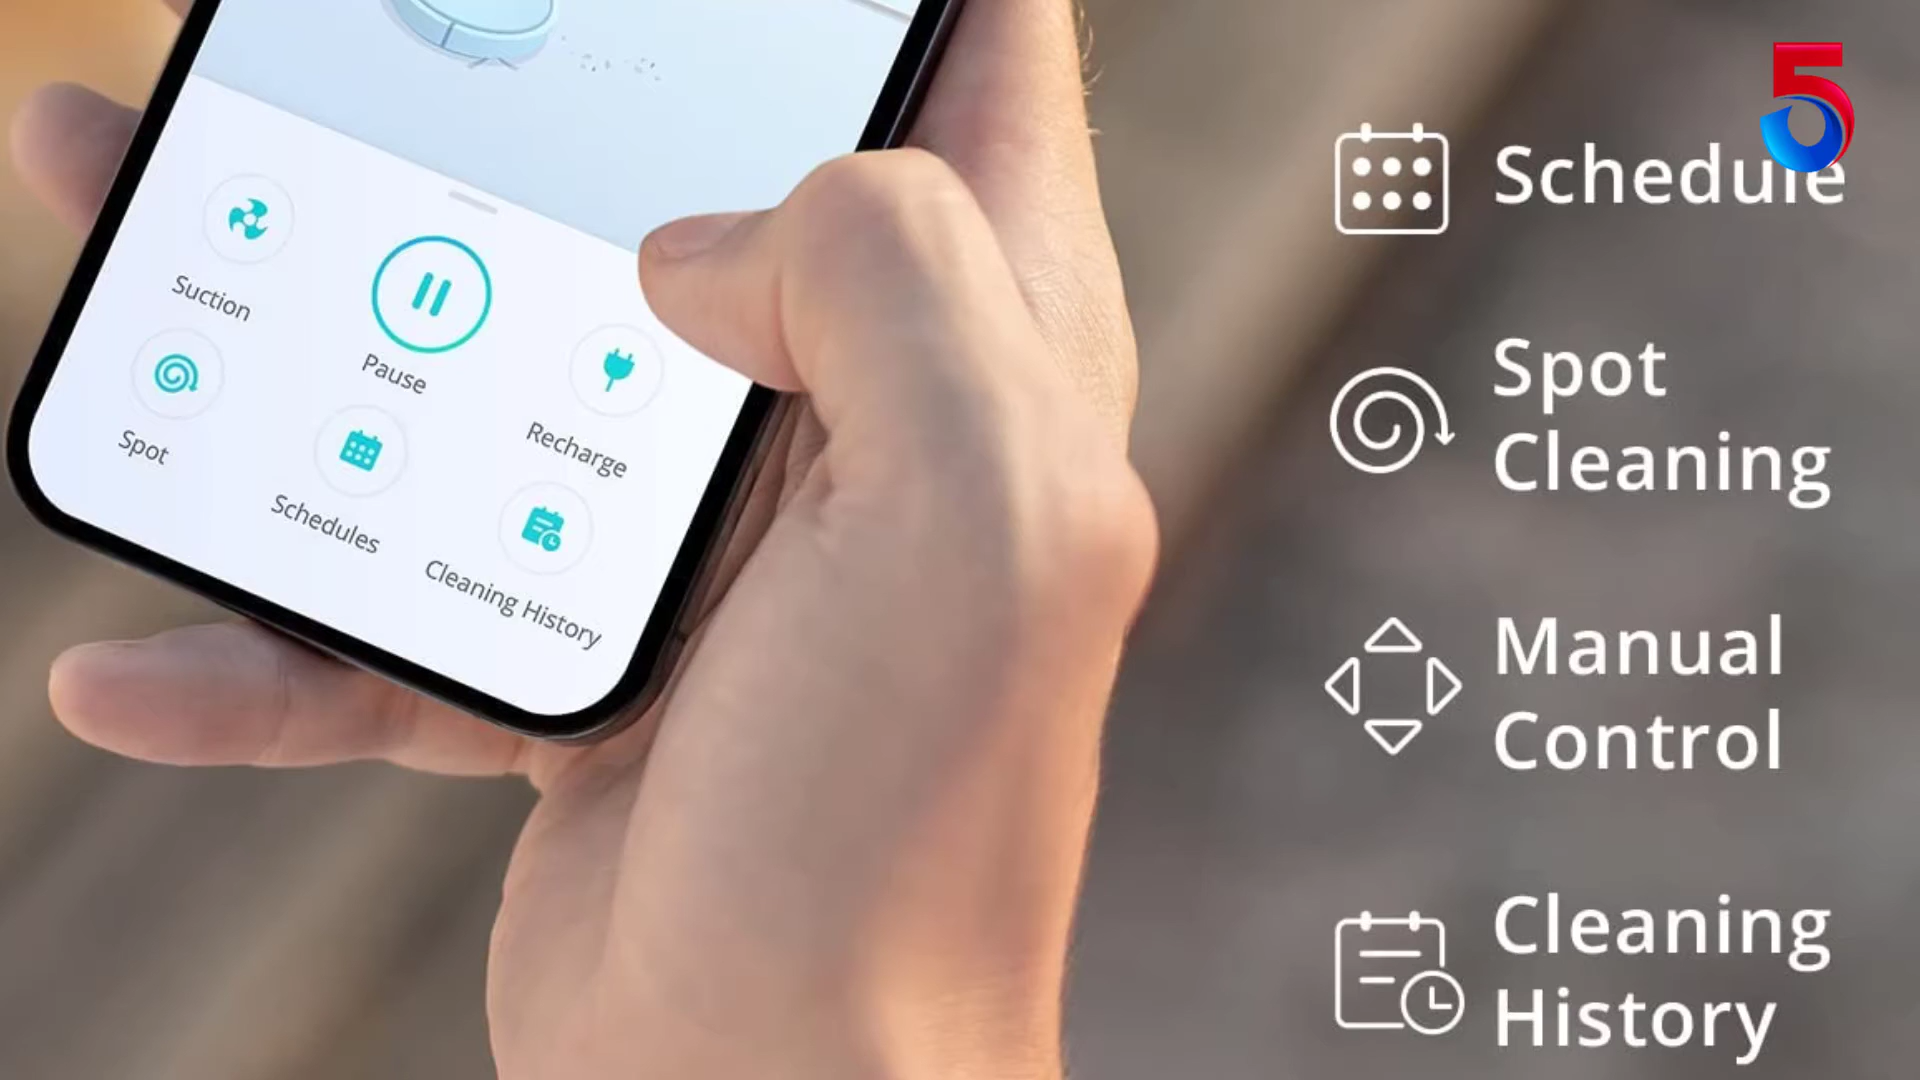 5
Schedule
Suction
Pause
Recharge
Spot
Schedules
Cleaning History
Spot
Cleaning
Manual
Control
Cleaning
History